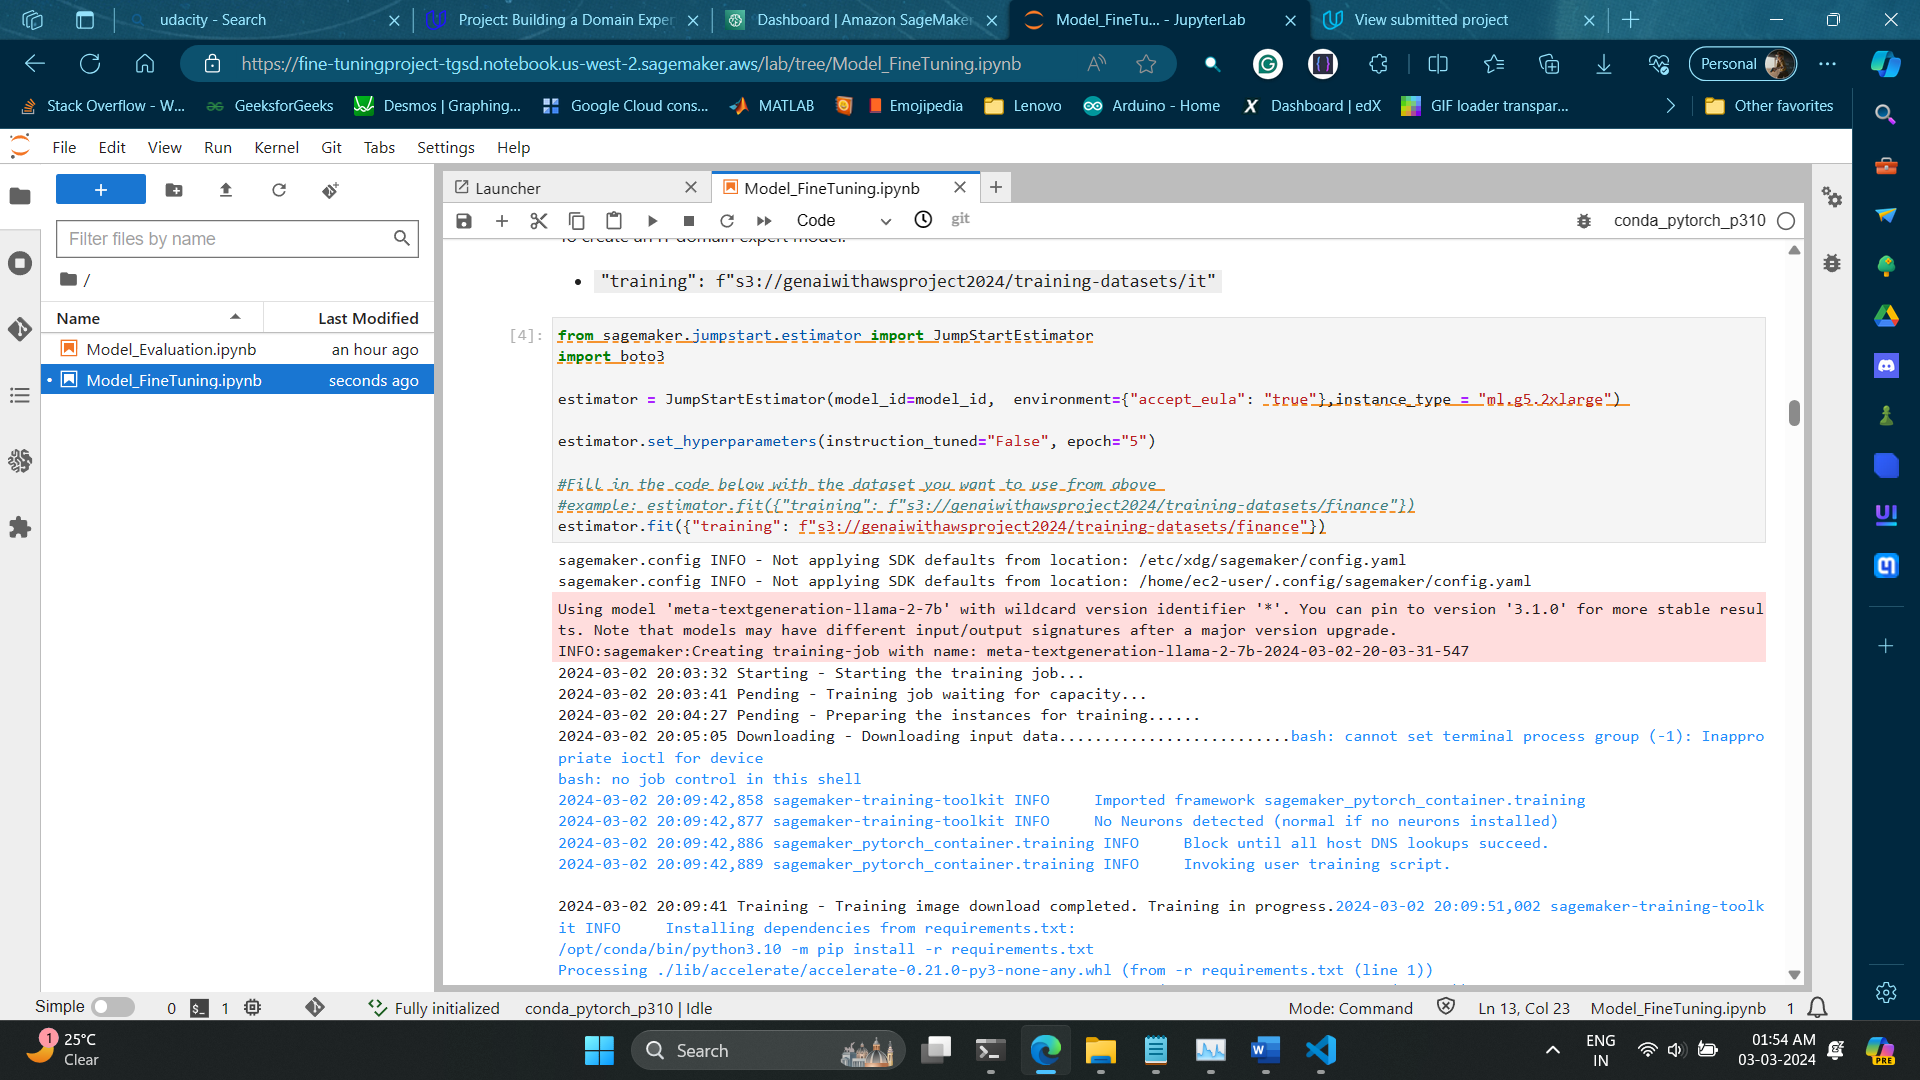 udacity - Search
Project: Building a Domain Exper
Dashboard | Amazon SageMaker
Model_FineTu... - JupyterLab
View submitted project
https://fine-tuningproject-tgsd.notebook.us-west-2.sagemaker.aws/lab/tree/Model_FineTuning.ipynb
Personal
Stack Overflow - W...
GeeksforGeeks
Desmos | Graphing...
Google Cloud cons...
MATLAB
Emojipedia
Lenovo
Arduino - Home
Dashboard | edX
GIF loader transpar...
Other favorites
File Edit View Run Kernel Git Tabs Settings Help
Filter files by name
/
Name Last Modified
Model_Evaluation.ipynb an hour ago
Model_FineTuning.ipynb seconds ago
Launcher
Model_FineTuning.ipynb
Code
git
conda_pytorch_p310
To create an IT domain expert model.
• "training": f"s3://genaiwithawsproject2024/training-datasets/it"
[4]:
from sagemaker.jumpstart.estimator import JumpStartEstimator
import boto3
estimator = JumpStartEstimator(model_id=model_id,  environment={"accept_eula": "true"},instance_type = "ml.g5.2xlarge")
estimator.set_hyperparameters(instruction_tuned="False", epoch="5")
#Fill in the code below with the dataset you want to use from above
#example: estimator.fit({"training": f"s3://genaiwithawsproject2024/training-datasets/finance"})
estimator.fit({"training": f"s3://genaiwithawsproject2024/training-datasets/finance"})
sagemaker.config INFO - Not applying SDK defaults from location: /etc/xdg/sagemaker/config.yaml
sagemaker.config INFO - Not applying SDK defaults from location: /home/ec2-user/.config/sagemaker/config.yaml
Using model 'meta-textgeneration-llama-2-7b' with wildcard version identifier '*'. You can pin to version '3.1.0' for more stable resul
ts. Note that models may have different input/output signatures after a major version upgrade.
INFO:sagemaker:Creating training-job with name: meta-textgeneration-llama-2-7b-2024-03-02-20-03-31-547
2024-03-02 20:03:32 Starting - Starting the training job...
2024-03-02 20:03:41 Pending - Training job waiting for capacity...
2024-03-02 20:04:27 Pending - Preparing the instances for training......
2024-03-02 20:05:05 Downloading - Downloading input data..........................bash: cannot set terminal process group (-1): Inappro
priate ioctl for device
bash: no job control in this shell
2024-03-02 20:09:42,858 sagemaker-training-toolkit INFO     Imported framework sagemaker_pytorch_container.training
2024-03-02 20:09:42,877 sagemaker-training-toolkit INFO     No Neurons detected (normal if no neurons installed)
2024-03-02 20:09:42,886 sagemaker_pytorch_container.training INFO     Block until all host DNS lookups succeed.
2024-03-02 20:09:42,889 sagemaker_pytorch_container.training INFO     Invoking user training script.
2024-03-02 20:09:41 Training - Training image download completed. Training in progress.2024-03-02 20:09:51,002 sagemaker-training-toolk
it INFO     Installing dependencies from requirements.txt:
/opt/conda/bin/python3.10 -m pip install -r requirements.txt
Processing ./lib/accelerate/accelerate-0.21.0-py3-none-any.whl (from -r requirements.txt (line 1))
Simple 0 1 Fully initialized conda_pytorch_p310 | Idle Mode: Command Ln 13, Col 23 Model_FineTuning.ipynb 1
1
25°C
Clear
Search
ENG
IN
01:54 AM
03-03-2024
PRE